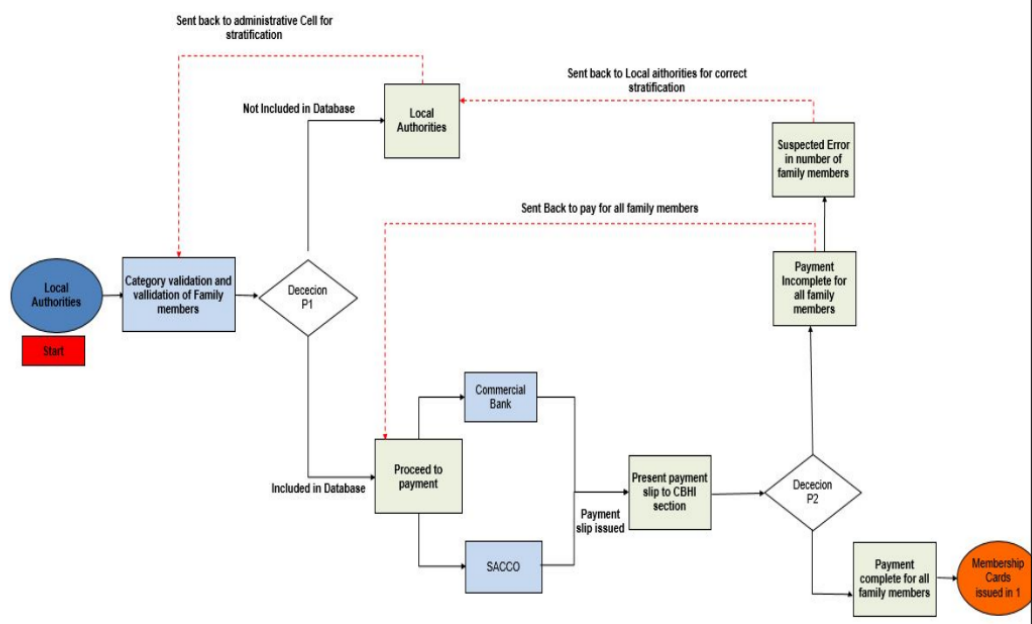 Sent back to administrative Cell for
stratification
Sent back to Local aithorities for correct
stratification
Not Included in Database
Local
Authorities
Suspected Error
in number of
family members
Sent Back to pay for all family members
Local
Authorities
Start
Category validation and
vallidation of Family
members
Dececion
P1
Payment
Incomplete for
all family
members
Commercial
Bank
Proceed to
payment
Included in Database
Payment
slip issued
Present payment
slip to CBHI
section
Dececion
P2
SACCO
Payment
complete for all
family members
Membership
Cards
issued in 1